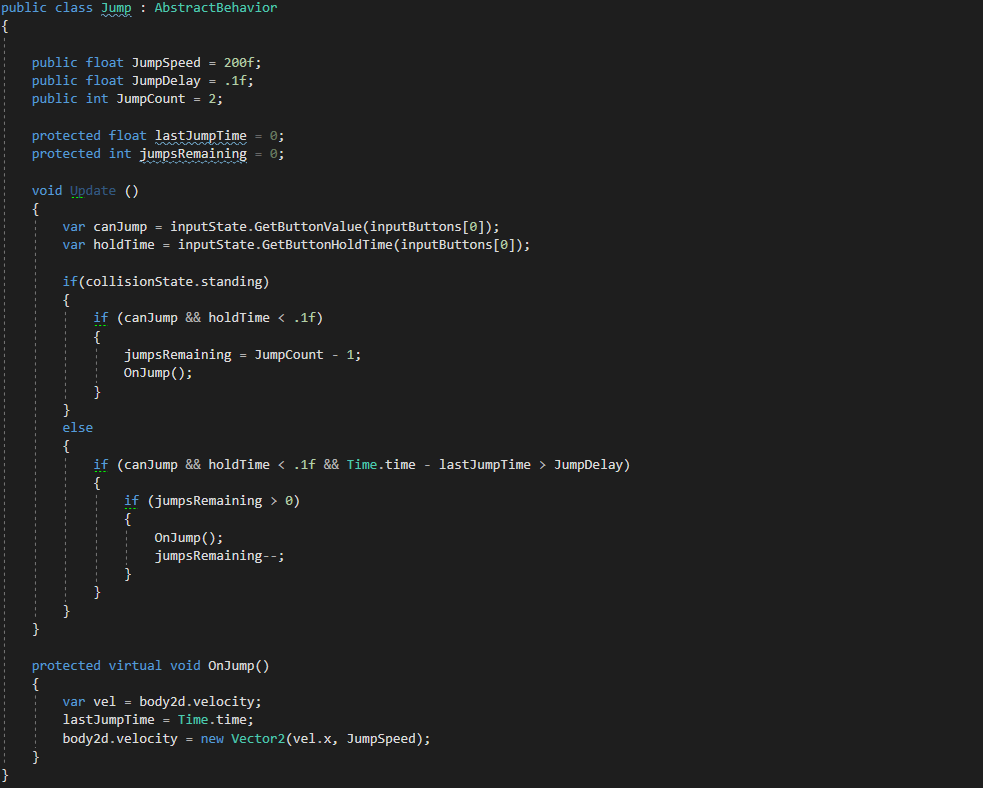 public class Jump : AbstractBehavior
{
public float JumpSpeed = 200f;
public float JumpDelay = .1f;
public int JumpCount = 2;
protected float lastJumpTime = 0;
protected int jumpsRemaining = 0;
void Update ()
{
var canJump = inputState.GetButtonValue(inputButtons[0]);
var holdTime = inputState.GetButtonHoldTime(inputButtons[0]);
if(collisionState.standing)
{
if (canJump && holdTime < .1f)
{
jumpsRemaining = JumpCount - 1;
OnJump();
}
}
else
{
if (canJump && holdTime < .1f && Time.time - lastJumpTime > JumpDelay)
{
if (jumpsRemaining > 0)
{
OnJump();
jumpsRemaining--;
}
}
}
}
protected virtual void OnJump()
{
var vel = body2d.velocity;
lastJumpTime = Time.time;
body2d.velocity = new Vector2(vel.x, JumpSpeed);
}
}